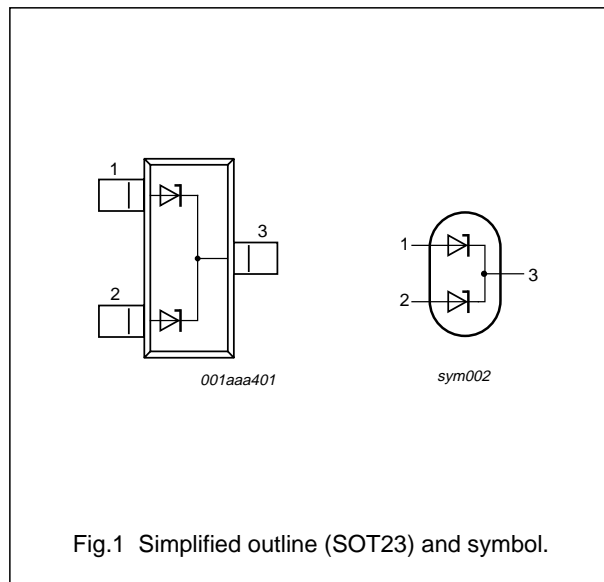 1
3
2
001aaa401
1
3
2
sym002
Fig.1 Simplified outline (SOT23) and symbol.